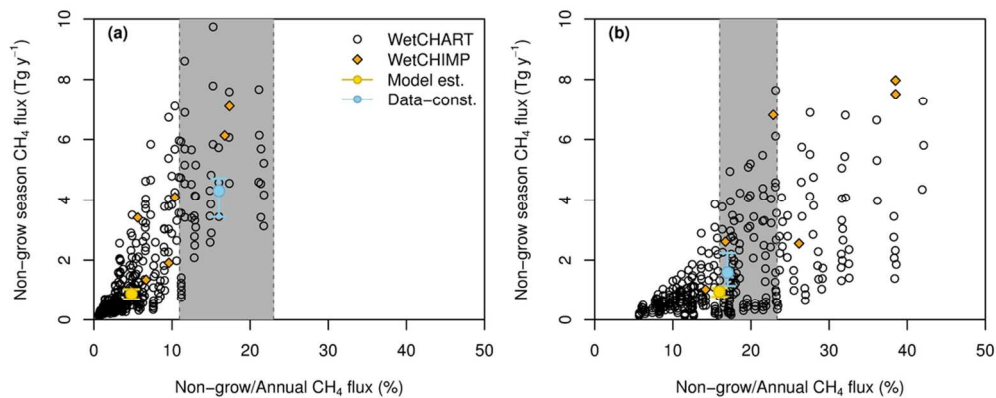 (a)
WetCHART
WetCHIMP
Model est.
Data−const.
Non−grow season CH₄ flux (Tg y⁻¹)
0 2 4 6 8 10
0 10 20 30 40 50
Non−grow/Annual CH₄ flux (%)
(b)
Non−grow season CH₄ flux (Tg y⁻¹)
0 2 4 6 8 10
0 10 20 30 40 50
Non−grow/Annual CH₄ flux (%)